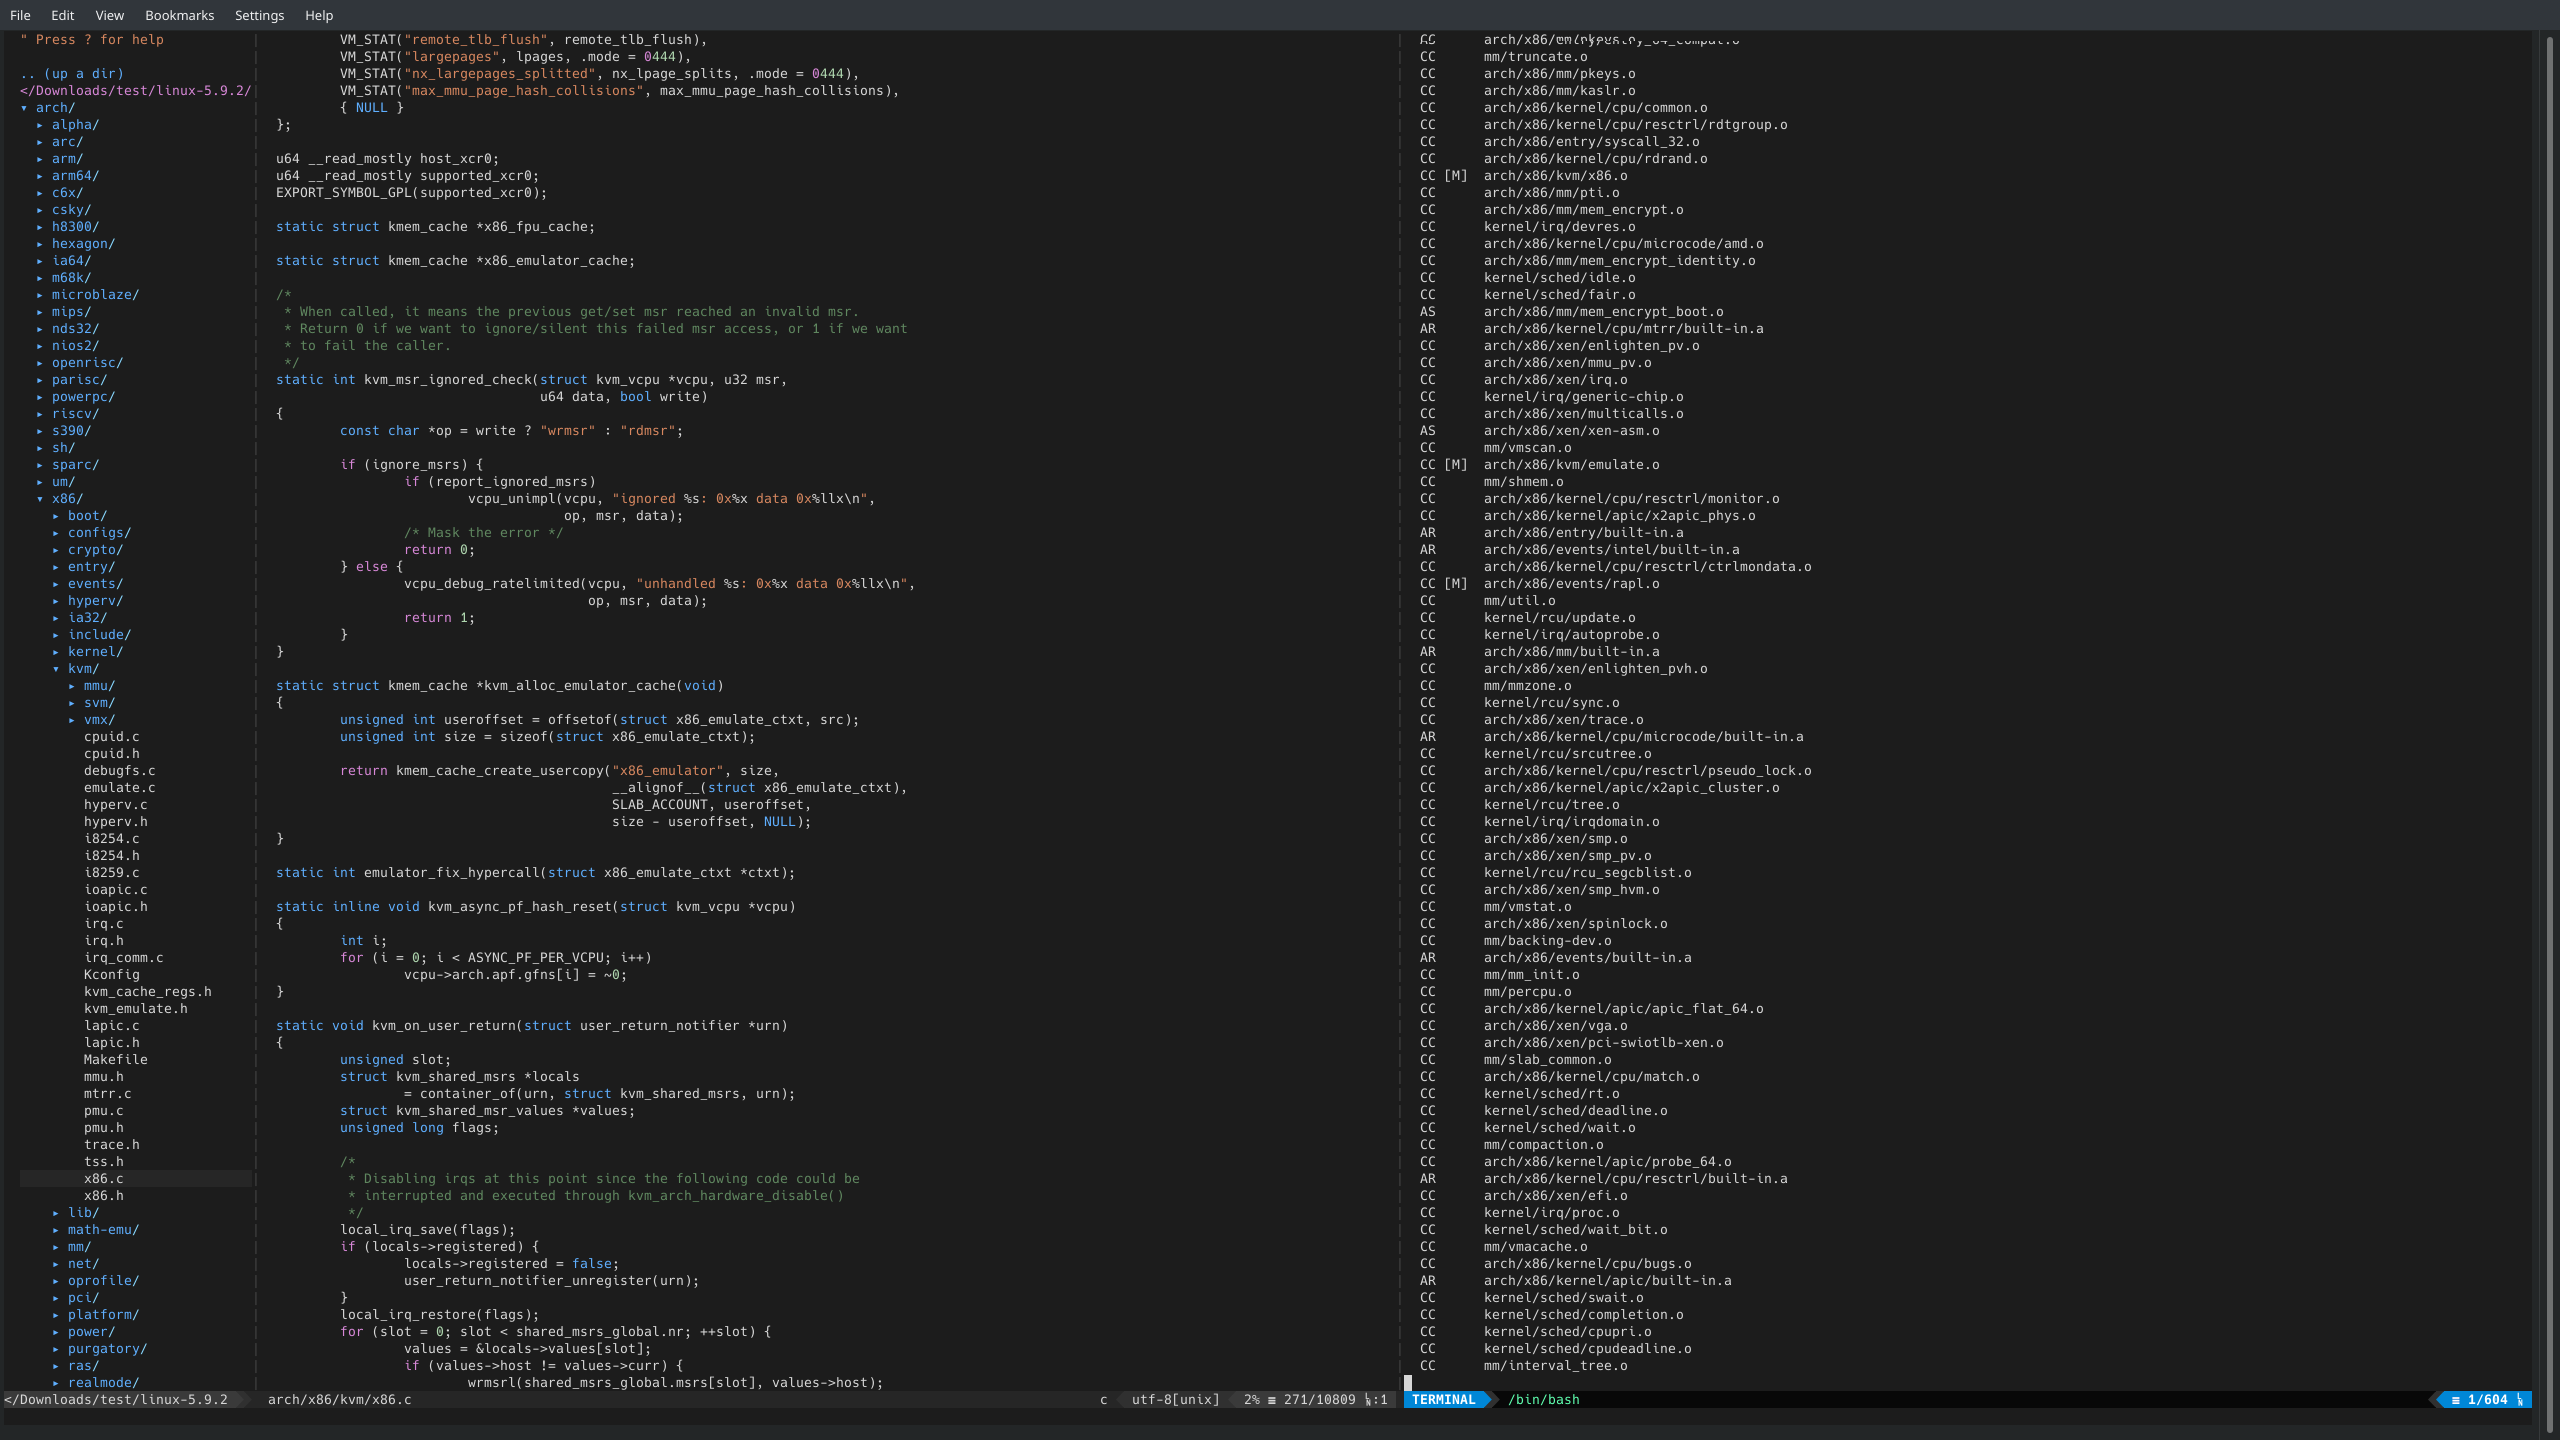 File Edit View Bookmarks Settings Help
" Press ? for help
.. (up a dir)
</Downloads/test/linux-5.9.2/
▾ arch/
▸ alpha/
▸ arc/
▸ arm/
▸ arm64/
▸ c6x/
▸ csky/
▸ h8300/
▸ hexagon/
▸ ia64/
▸ m68k/
▸ microblaze/
▸ mips/
▸ nds32/
▸ nios2/
▸ openrisc/
▸ parisc/
▸ powerpc/
▸ riscv/
▸ s390/
▸ sh/
▸ sparc/
▸ um/
▾ x86/
▸ boot/
▸ configs/
▸ crypto/
▸ entry/
▸ events/
▸ hyperv/
▸ ia32/
▸ include/
▸ kernel/
▾ kvm/
▸ mmu/
▸ svm/
▸ vmx/
cpuid.c
cpuid.h
debugfs.c
emulate.c
hyperv.c
hyperv.h
i8254.c
i8254.h
i8259.c
ioapic.c
ioapic.h
irq.c
irq.h
irq_comm.c
Kconfig
kvm_cache_regs.h
kvm_emulate.h
lapic.c
lapic.h
Makefile
mmu.h
mtrr.c
pmu.c
pmu.h
trace.h
tss.h
x86.c
x86.h
▸ lib/
▸ math-emu/
▸ mm/
▸ net/
▸ oprofile/
▸ pci/
▸ platform/
▸ power/
▸ purgatory/
▸ ras/
▸ realmode/
</Downloads/test/linux-5.9.2
VM_STAT("remote_tlb_flush", remote_tlb_flush),
VM_STAT("largepages", lpages, .mode = 0444),
VM_STAT("nx_largepages_splitted", nx_lpage_splits, .mode = 0444),
VM_STAT("max_mmu_page_hash_collisions", max_mmu_page_hash_collisions),
{ NULL }
};
u64 __read_mostly host_xcr0;
u64 __read_mostly supported_xcr0;
EXPORT_SYMBOL_GPL(supported_xcr0);
static struct kmem_cache *x86_fpu_cache;
static struct kmem_cache *x86_emulator_cache;
/*
* When called, it means the previous get/set msr reached an invalid msr.
* Return 0 if we want to ignore/silent this failed msr access, or 1 if we want
* to fail the caller.
*/
static int kvm_msr_ignored_check(struct kvm_vcpu *vcpu, u32 msr,
u64 data, bool write)
{
const char *op = write ? "wrmsr" : "rdmsr";
if (ignore_msrs) {
if (report_ignored_msrs)
vcpu_unimpl(vcpu, "ignored %s: 0x%x data 0x%llx\n",
op, msr, data);
/* Mask the error */
return 0;
} else {
vcpu_debug_ratelimited(vcpu, "unhandled %s: 0x%x data 0x%llx\n",
op, msr, data);
return 1;
}
}
static struct kmem_cache *kvm_alloc_emulator_cache(void)
{
unsigned int useroffset = offsetof(struct x86_emulate_ctxt, src);
unsigned int size = sizeof(struct x86_emulate_ctxt);
return kmem_cache_create_usercopy("x86_emulator", size,
__alignof__(struct x86_emulate_ctxt),
SLAB_ACCOUNT, useroffset,
size - useroffset, NULL);
}
static int emulator_fix_hypercall(struct x86_emulate_ctxt *ctxt);
static inline void kvm_async_pf_hash_reset(struct kvm_vcpu *vcpu)
{
int i;
for (i = 0; i < ASYNC_PF_PER_VCPU; i++)
vcpu->arch.apf.gfns[i] = ~0;
}
static void kvm_on_user_return(struct user_return_notifier *urn)
{
unsigned slot;
struct kvm_shared_msrs *locals
= container_of(urn, struct kvm_shared_msrs, urn);
struct kvm_shared_msr_values *values;
unsigned long flags;
/*
* Disabling irqs at this point since the following code could be
* interrupted and executed through kvm_arch_hardware_disable()
*/
local_irq_save(flags);
if (locals->registered) {
locals->registered = false;
user_return_notifier_unregister(urn);
}
local_irq_restore(flags);
for (slot = 0; slot < shared_msrs_global.nr; ++slot) {
values = &locals->values[slot];
if (values->host != values->curr) {
wrmsrl(shared_msrs_global.msrs[slot], values->host);
arch/x86/kvm/x86.c c utf-8[unix] 2% ≡ 271/10809 ㏑:1
CC mm/truncate.o
CC arch/x86/mm/pkeys.o
CC arch/x86/mm/kaslr.o
CC arch/x86/kernel/cpu/common.o
CC arch/x86/kernel/cpu/resctrl/rdtgroup.o
CC arch/x86/entry/syscall_32.o
CC arch/x86/kernel/cpu/rdrand.o
CC [M] arch/x86/kvm/x86.o
CC arch/x86/mm/pti.o
CC arch/x86/mm/mem_encrypt.o
CC kernel/irq/devres.o
CC arch/x86/kernel/cpu/microcode/amd.o
CC arch/x86/mm/mem_encrypt_identity.o
CC kernel/sched/idle.o
CC kernel/sched/fair.o
AS arch/x86/mm/mem_encrypt_boot.o
AR arch/x86/kernel/cpu/mtrr/built-in.a
CC arch/x86/xen/enlighten_pv.o
CC arch/x86/xen/mmu_pv.o
CC arch/x86/xen/irq.o
CC kernel/irq/generic-chip.o
CC arch/x86/xen/multicalls.o
AS arch/x86/xen/xen-asm.o
CC mm/vmscan.o
CC [M] arch/x86/kvm/emulate.o
CC mm/shmem.o
CC arch/x86/kernel/cpu/resctrl/monitor.o
CC arch/x86/kernel/apic/x2apic_phys.o
AR arch/x86/entry/built-in.a
AR arch/x86/events/intel/built-in.a
CC arch/x86/kernel/cpu/resctrl/ctrlmondata.o
CC [M] arch/x86/events/rapl.o
CC mm/util.o
CC kernel/rcu/update.o
CC kernel/irq/autoprobe.o
AR arch/x86/mm/built-in.a
CC arch/x86/xen/enlighten_pvh.o
CC mm/mmzone.o
CC kernel/rcu/sync.o
CC arch/x86/xen/trace.o
AR arch/x86/kernel/cpu/microcode/built-in.a
CC kernel/rcu/srcutree.o
CC arch/x86/kernel/cpu/resctrl/pseudo_lock.o
CC arch/x86/kernel/apic/x2apic_cluster.o
CC kernel/rcu/tree.o
CC kernel/irq/irqdomain.o
CC arch/x86/xen/smp.o
CC arch/x86/xen/smp_pv.o
CC kernel/rcu/rcu_segcblist.o
CC arch/x86/xen/smp_hvm.o
CC mm/vmstat.o
CC arch/x86/xen/spinlock.o
CC mm/backing-dev.o
AR arch/x86/events/built-in.a
CC mm/mm_init.o
CC mm/percpu.o
CC arch/x86/kernel/apic/apic_flat_64.o
CC arch/x86/xen/vga.o
CC arch/x86/xen/pci-swiotlb-xen.o
CC mm/slab_common.o
CC arch/x86/kernel/cpu/match.o
CC kernel/sched/rt.o
CC kernel/sched/deadline.o
CC kernel/sched/wait.o
CC mm/compaction.o
CC arch/x86/kernel/apic/probe_64.o
AR arch/x86/kernel/cpu/resctrl/built-in.a
CC arch/x86/xen/efi.o
CC kernel/irq/proc.o
CC kernel/sched/wait_bit.o
CC mm/vmacache.o
CC arch/x86/kernel/cpu/bugs.o
AR arch/x86/kernel/apic/built-in.a
CC kernel/sched/swait.o
CC kernel/sched/completion.o
CC kernel/sched/cpupri.o
CC kernel/sched/cpudeadline.o
CC mm/interval_tree.o
TERMINAL /bin/bash ≡ 1/604